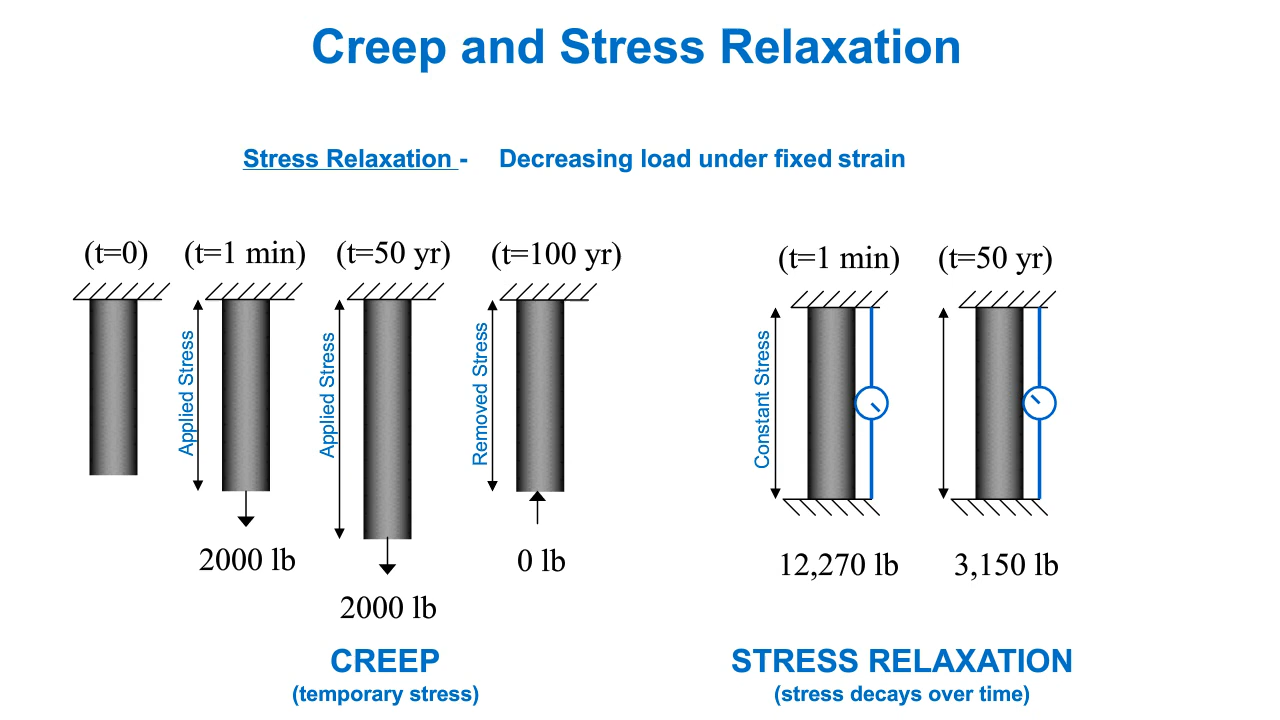 Creep and Stress Relaxation
Stress Relaxation - Decreasing load under fixed strain
(t=0) (t=1 min) (t=50 yr) (t=100 yr)
Applied Stress
Applied Stress
Removed Stress
2000 lb
2000 lb
0 lb
CREEP
(temporary stress)
(t=1 min) (t=50 yr)
Constant Stress
12,270 lb 3,150 lb
STRESS RELAXATION
(stress decays over time)